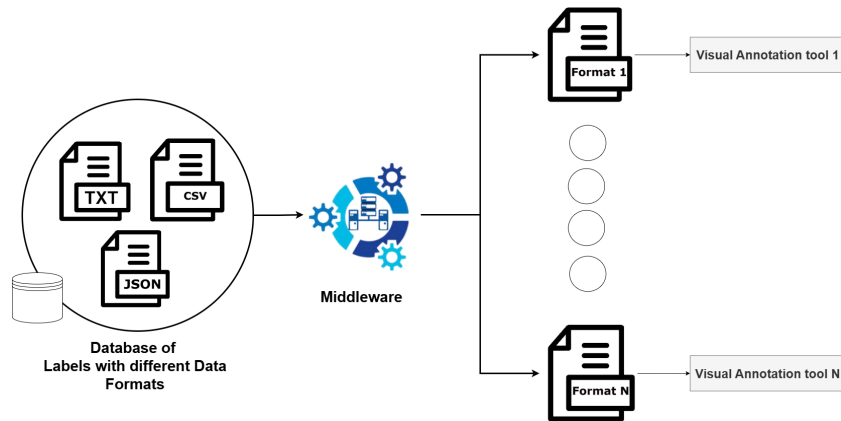 Format 1
Visual Annotation tool 1
TXT
CSV
JSON
Middleware
Database of
Labels with different Data
Formats
Format N
Visual Annotation tool N